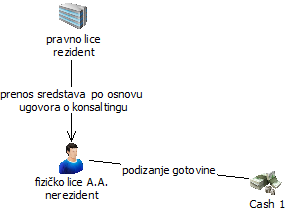 pravno lice
rezident
prenos sredstava po osnovu
ugovora o konsaltingu
fizičko lice A.A.
nerezident
podizanje gotovine
Cash 1